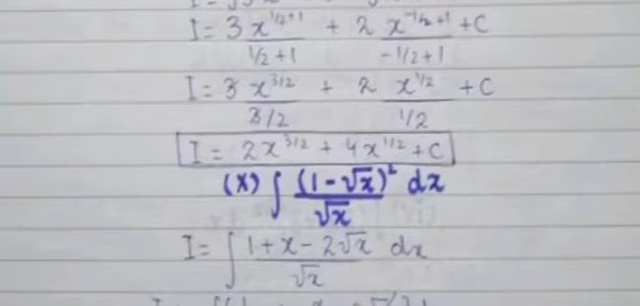 I = 3 x^{1/2+1}/(1/2+1) + 2 x^{-1/2+1}/(-1/2+1) + C
I = 3 x^{3/2}/(3/2) + 2 x^{1/2}/(1/2) + C
I = 2x^{3/2} + 4x^{1/2} + C
(x) ∫ (1-√x)²/√x dx
I = ∫ (1+x-2√x)/√x dx